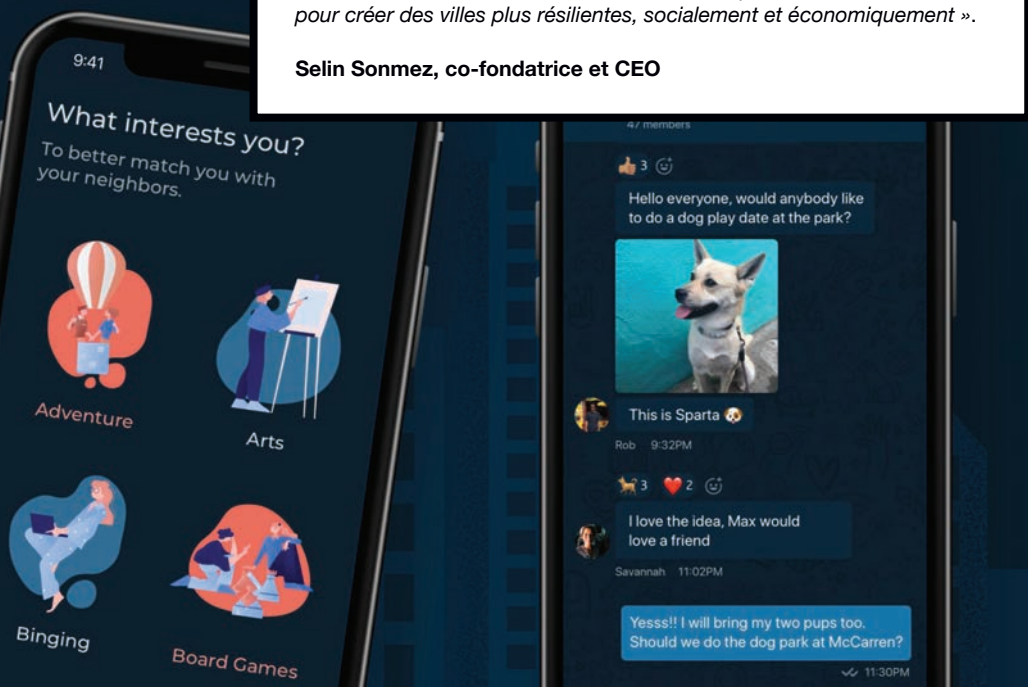 pour créer des villes plus résilientes, socialement et économiquement ».
Selin Sonmez, co-fondatrice et CEO
9:41
What interests you?
To better match you with
your neighbors.
Adventure
Arts
Binging
Board Games
47 members
3
Hello everyone, would anybody like
to do a dog play date at the park?
This is Sparta
Rob 9:32PM
3 2
I love the idea, Max would
love a friend
Savannah 11:02PM
Yesss!! I will bring my two pups too.
Should we do the dog park at McCarren?
11:30PM